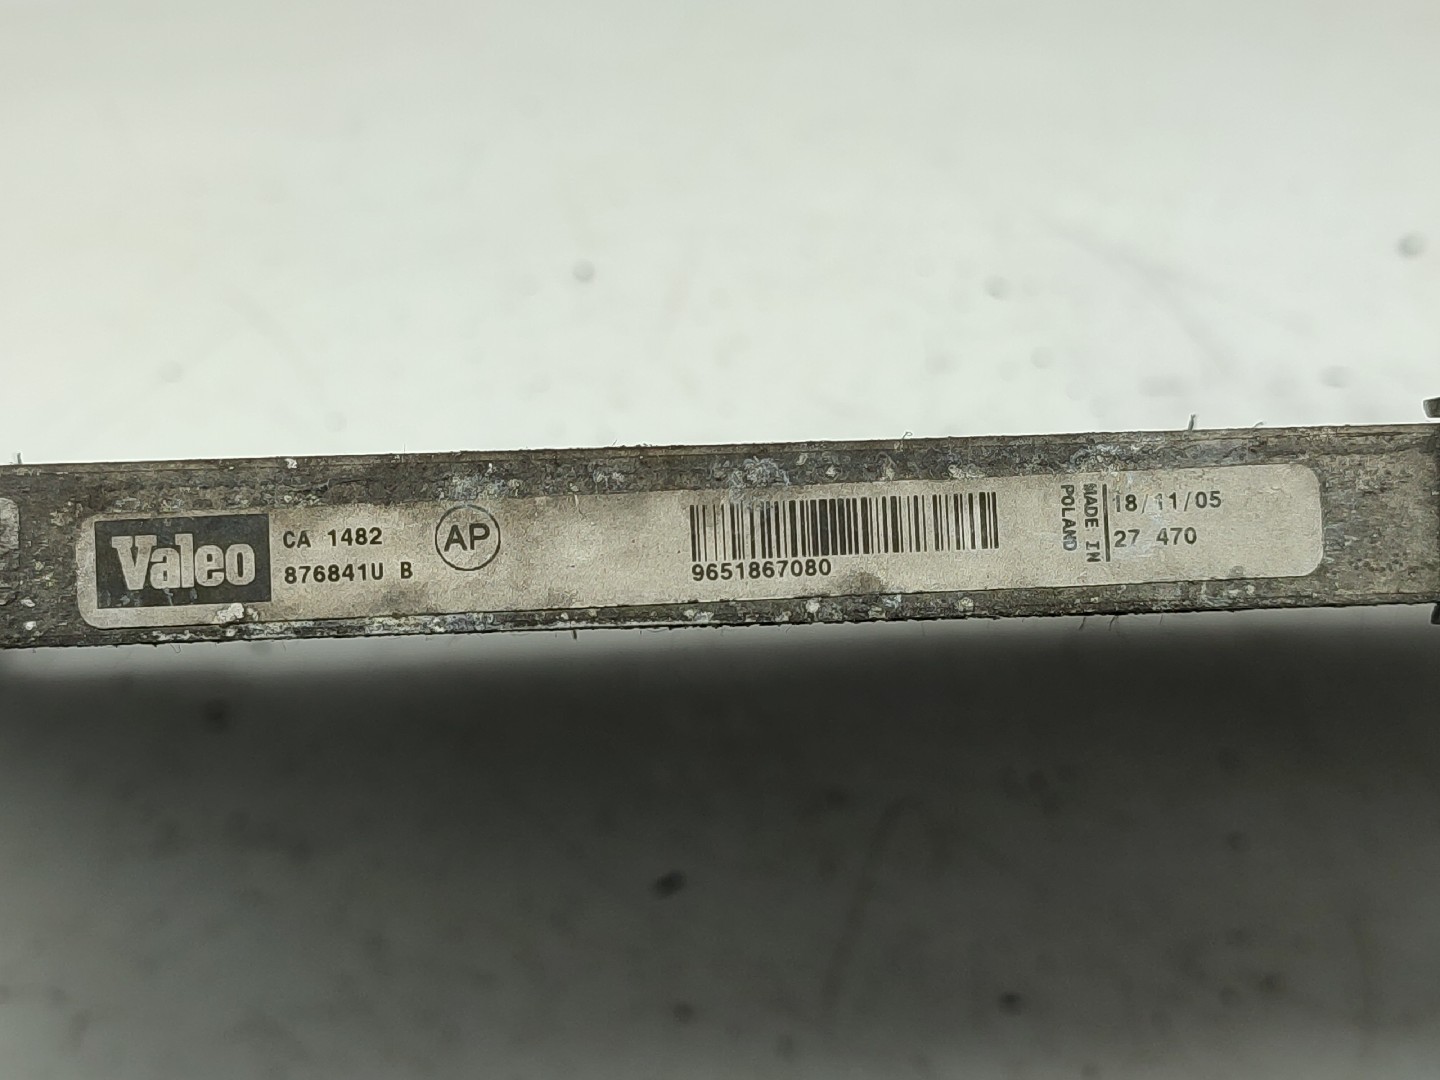 Valeo
CA 1482
876841U B
AP
9651867080
MADE IN
POLAND
18/11/05
27 470